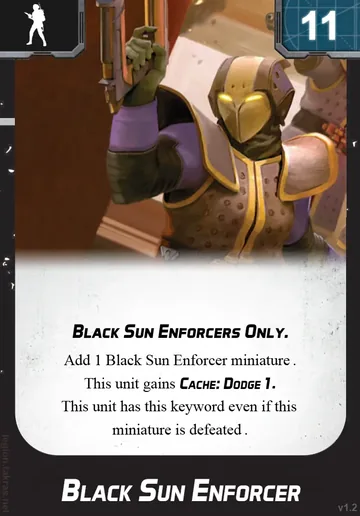 11
BLACK SUN ENFORCERS ONLY.
Add 1 Black Sun Enforcer miniature .
This unit gains CACHE: DODGE 1.
This unit has this keyword even if this
miniature is defeated .
BLACK SUN ENFORCER
v1.2